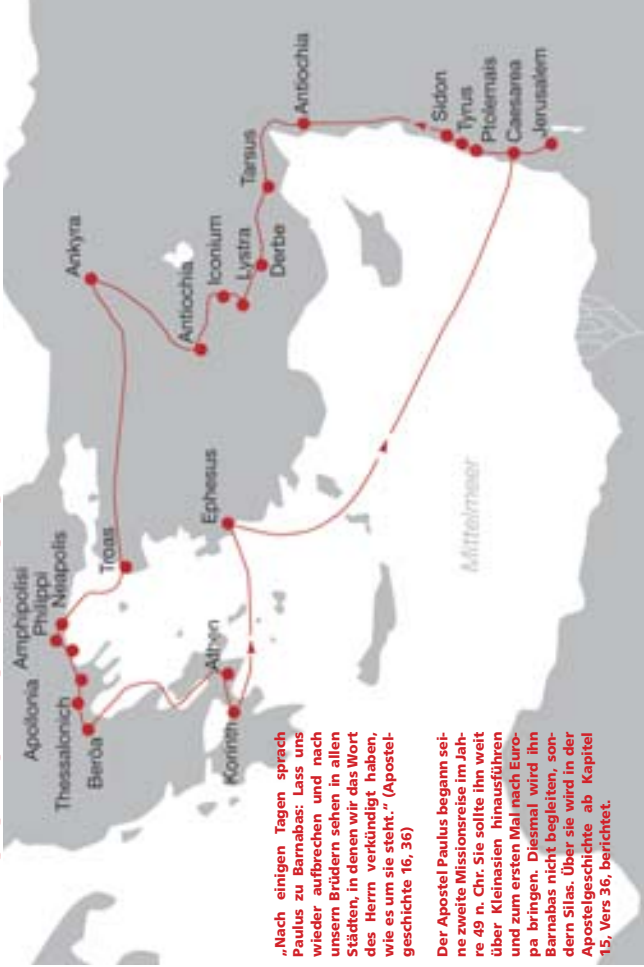 Apollonia
Amphipolisi
Philippi
Neapolis
Thessalonich
Beröa
Troas
Athen
Korinth
Ephesus
Ankyra
Antiochia
Iconium
Lystra
Derbe
Tarsus
Antiochia
Sidon
Tyrus
Ptolemais
Caesarea
Jerusalem
Mittelmeer
„Nach einigen Tagen sprach
Paulus zu Barnabas: Lass uns
wieder aufbrechen und nach
unsern Brüdern sehen in allen
Städten, in denen wir das Wort
des Herrn verkündigt haben,
wie es um sie steht.“ (Apostel-
geschichte 16, 36)
Der Apostel Paulus begann sei-
ne zweite Missionsreise im Jah-
re 49 n. Chr. Sie sollte ihn weit
über Kleinasien hinausführen
und zum ersten Mal nach Euro-
pa bringen. Diesmal wird ihn
Barnabas nicht begleiten, son-
dern Silas. Über sie wird in der
Apostelgeschichte ab Kapitel
15, Vers 36, berichtet.